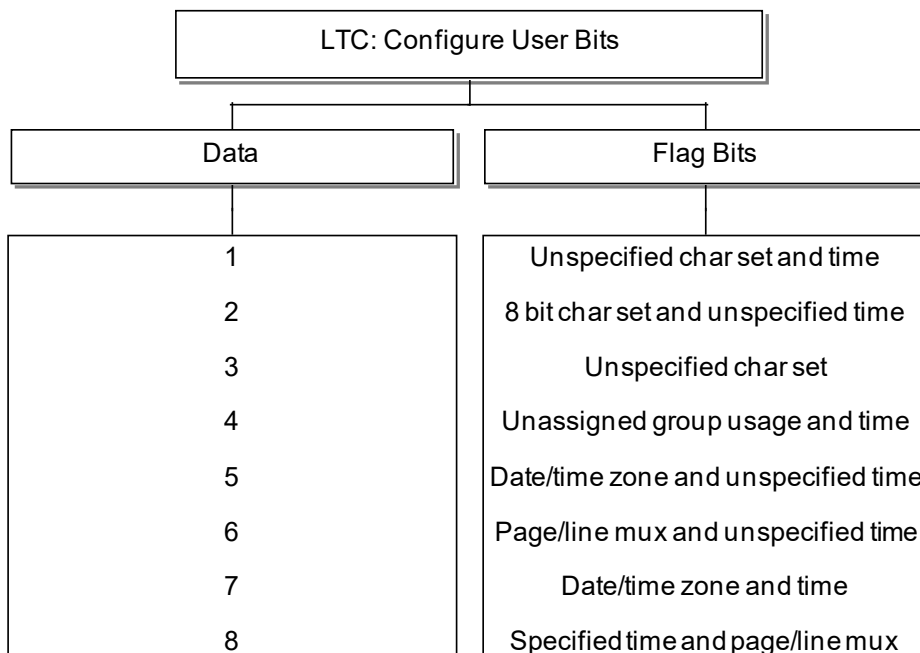 LTC: Configure User Bits
Data
Flag Bits
1
2
3
4
5
6
7
8
Unspecified char set and time
8 bit char set and unspecified time
Unspecified char set
Unassigned group usage and time
Date/time zone and unspecified time
Page/line mux and unspecified time
Date/time zone and time
Specified time and page/line mux